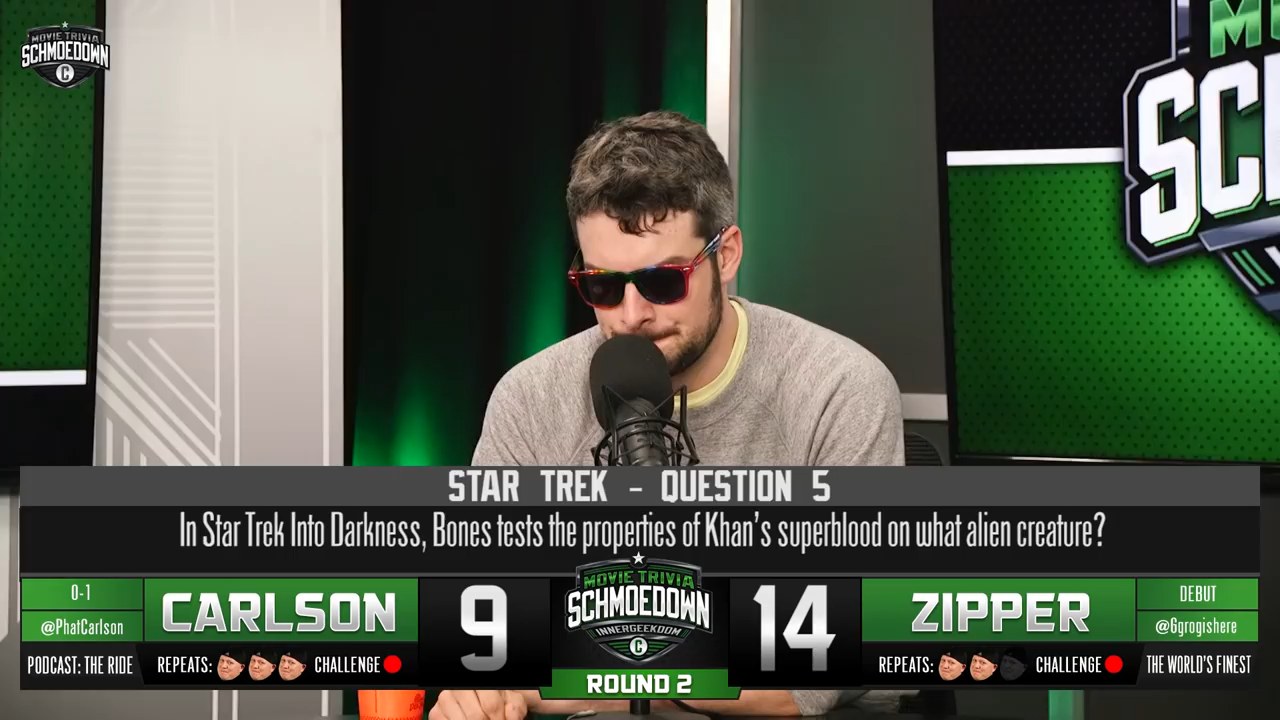 MOVIE TRIVIA
SCHMOEDOWN
C
STAR TREK - QUESTION 5
In Star Trek Into Darkness, Bones tests the properties of Khan's superblood on what alien creature?
0-1
@PhatCarlson
CARLSON
9
MOVIE TRIVIA
SCHMOEDOWN
INNERGEEKDOM
C
14
ZIPPER
DEBUT
@6grogishere
PODCAST: THE RIDE
REPEATS:
CHALLENGE
ROUND 2
REPEATS:
CHALLENGE
THE WORLD'S FINEST